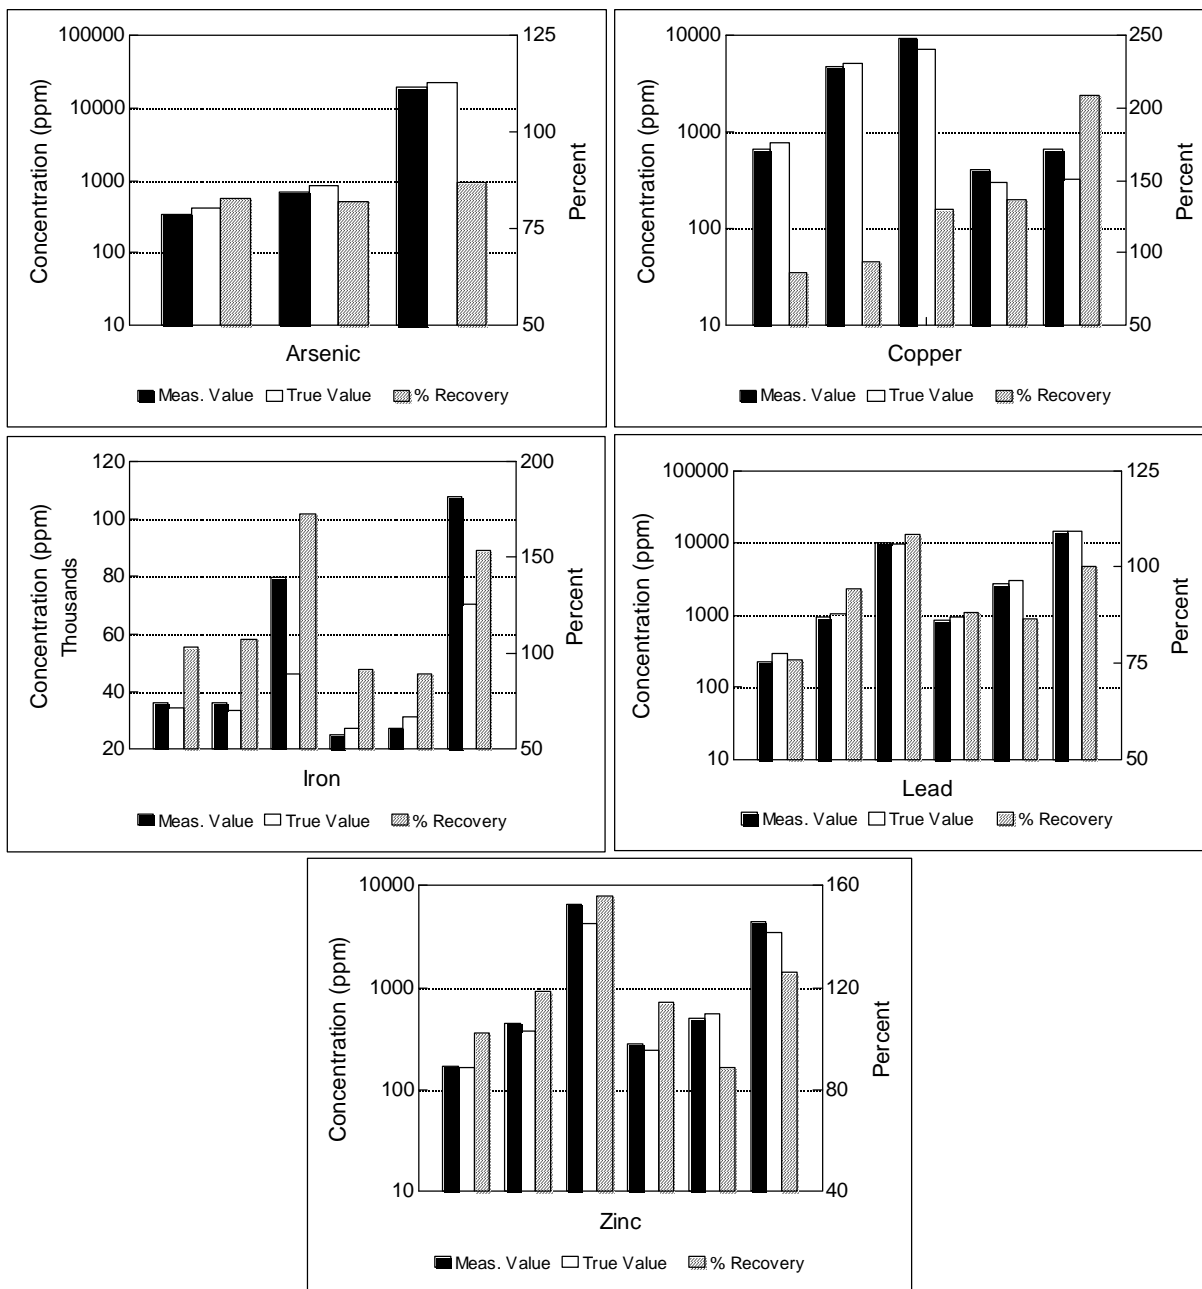 100000
10000
1000
100
10
Concentration (ppm)
125
100
75
50
Percent
Arsenic
Meas. Value True Value % Recovery
10000
1000
100
10
Concentration (ppm)
250
200
150
100
50
Percent
Copper
Meas. Value True Value % Recovery
120
100
80
60
40
20
Concentration (ppm)
Thousands
200
150
100
50
Percent
Iron
Meas. Value True Value % Recovery
100000
10000
1000
100
10
Concentration (ppm)
125
100
75
50
Percent
Lead
Meas. Value True Value % Recovery
10000
1000
100
10
Concentration (ppm)
160
120
80
40
Percent
Zinc
Meas. Value True Value % Recovery